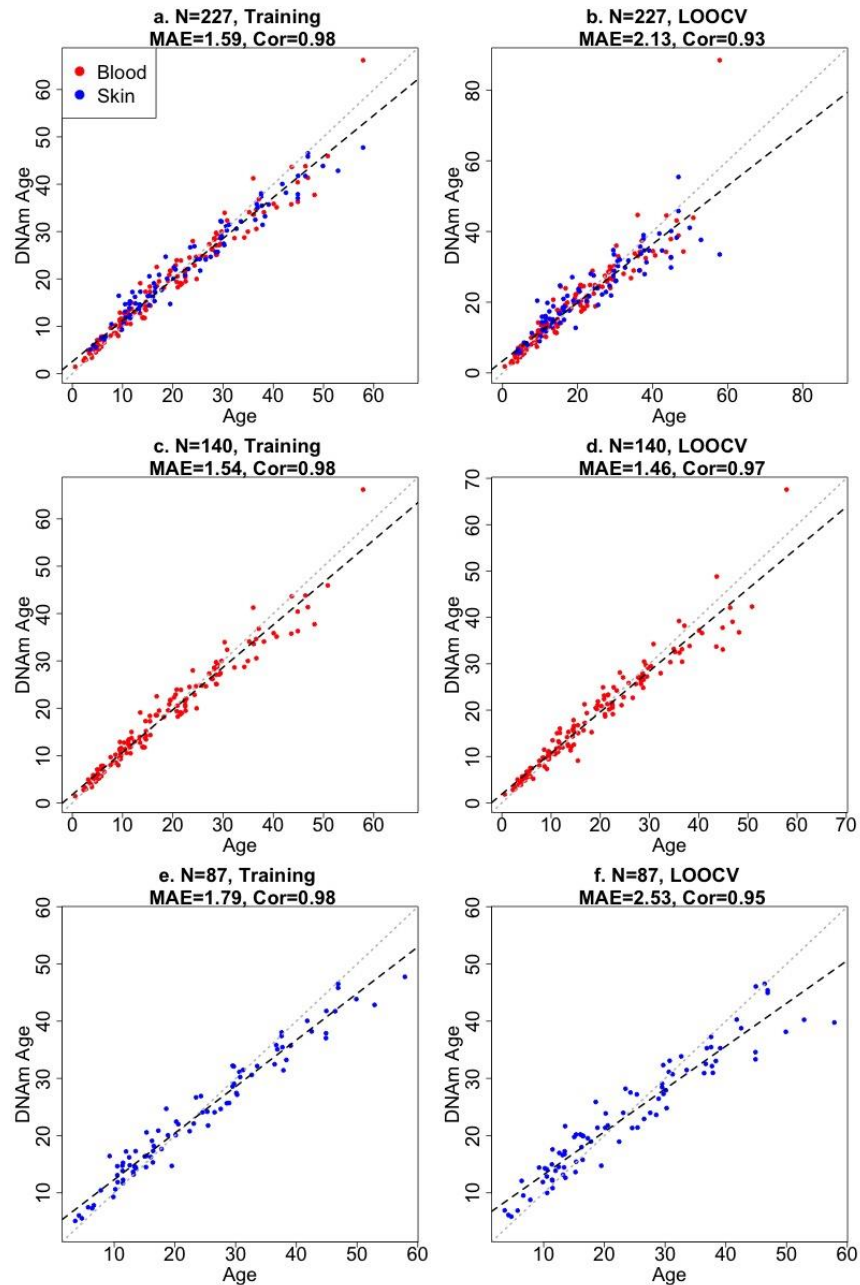 a. N=227, Training
MAE=1.59, Cor=0.98
Blood
Skin
DNAm Age
0 10 20 30 40 50 60
0 10 20 30 40 50 60
Age
b. N=227, LOOCV
MAE=2.13, Cor=0.93
DNAm Age
0 20 40 60 80
0 20 40 60 80
Age
c. N=140, Training
MAE=1.54, Cor=0.98
DNAm Age
0 10 20 30 40 50 60
0 10 20 30 40 50 60
Age
d. N=140, LOOCV
MAE=1.46, Cor=0.97
DNAm Age
0 10 20 30 40 50 60 70
0 10 20 30 40 50 60 70
Age
e. N=87, Training
MAE=1.79, Cor=0.98
DNAm Age
10 20 30 40 50 60
10 20 30 40 50 60
Age
f. N=87, LOOCV
MAE=2.53, Cor=0.95
DNAm Age
10 20 30 40 50 60
10 20 30 40 50 60
Age